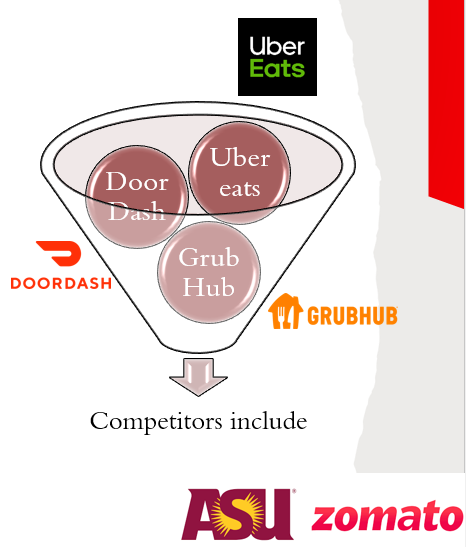 Uber
Eats
Uber
eats
Door
Dash
Grub
Hub
DOORDASH
GRUBHUB
Competitors include
ASU
zomato